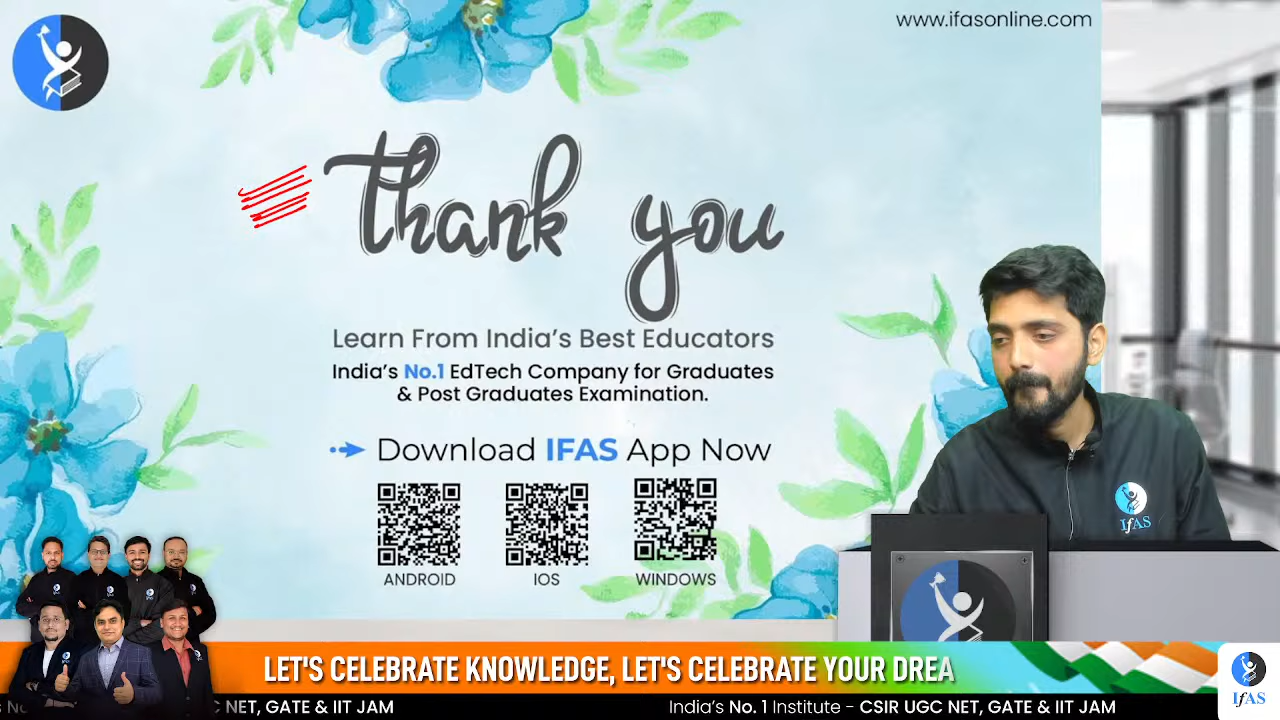 www.ifasonline.com
thank you
Learn From India's Best Educators
India's No.1 EdTech Company for Graduates
& Post Graduates Examination.
Download IFAS App Now
ANDROID IOS WINDOWS
IfAS
LET'S CELEBRATE KNOWLEDGE, LET'S CELEBRATE YOUR DREA
NET, GATE & IIT JAM India's No. 1 Institute - CSIR UGC NET, GATE & IIT JAM
IfAS